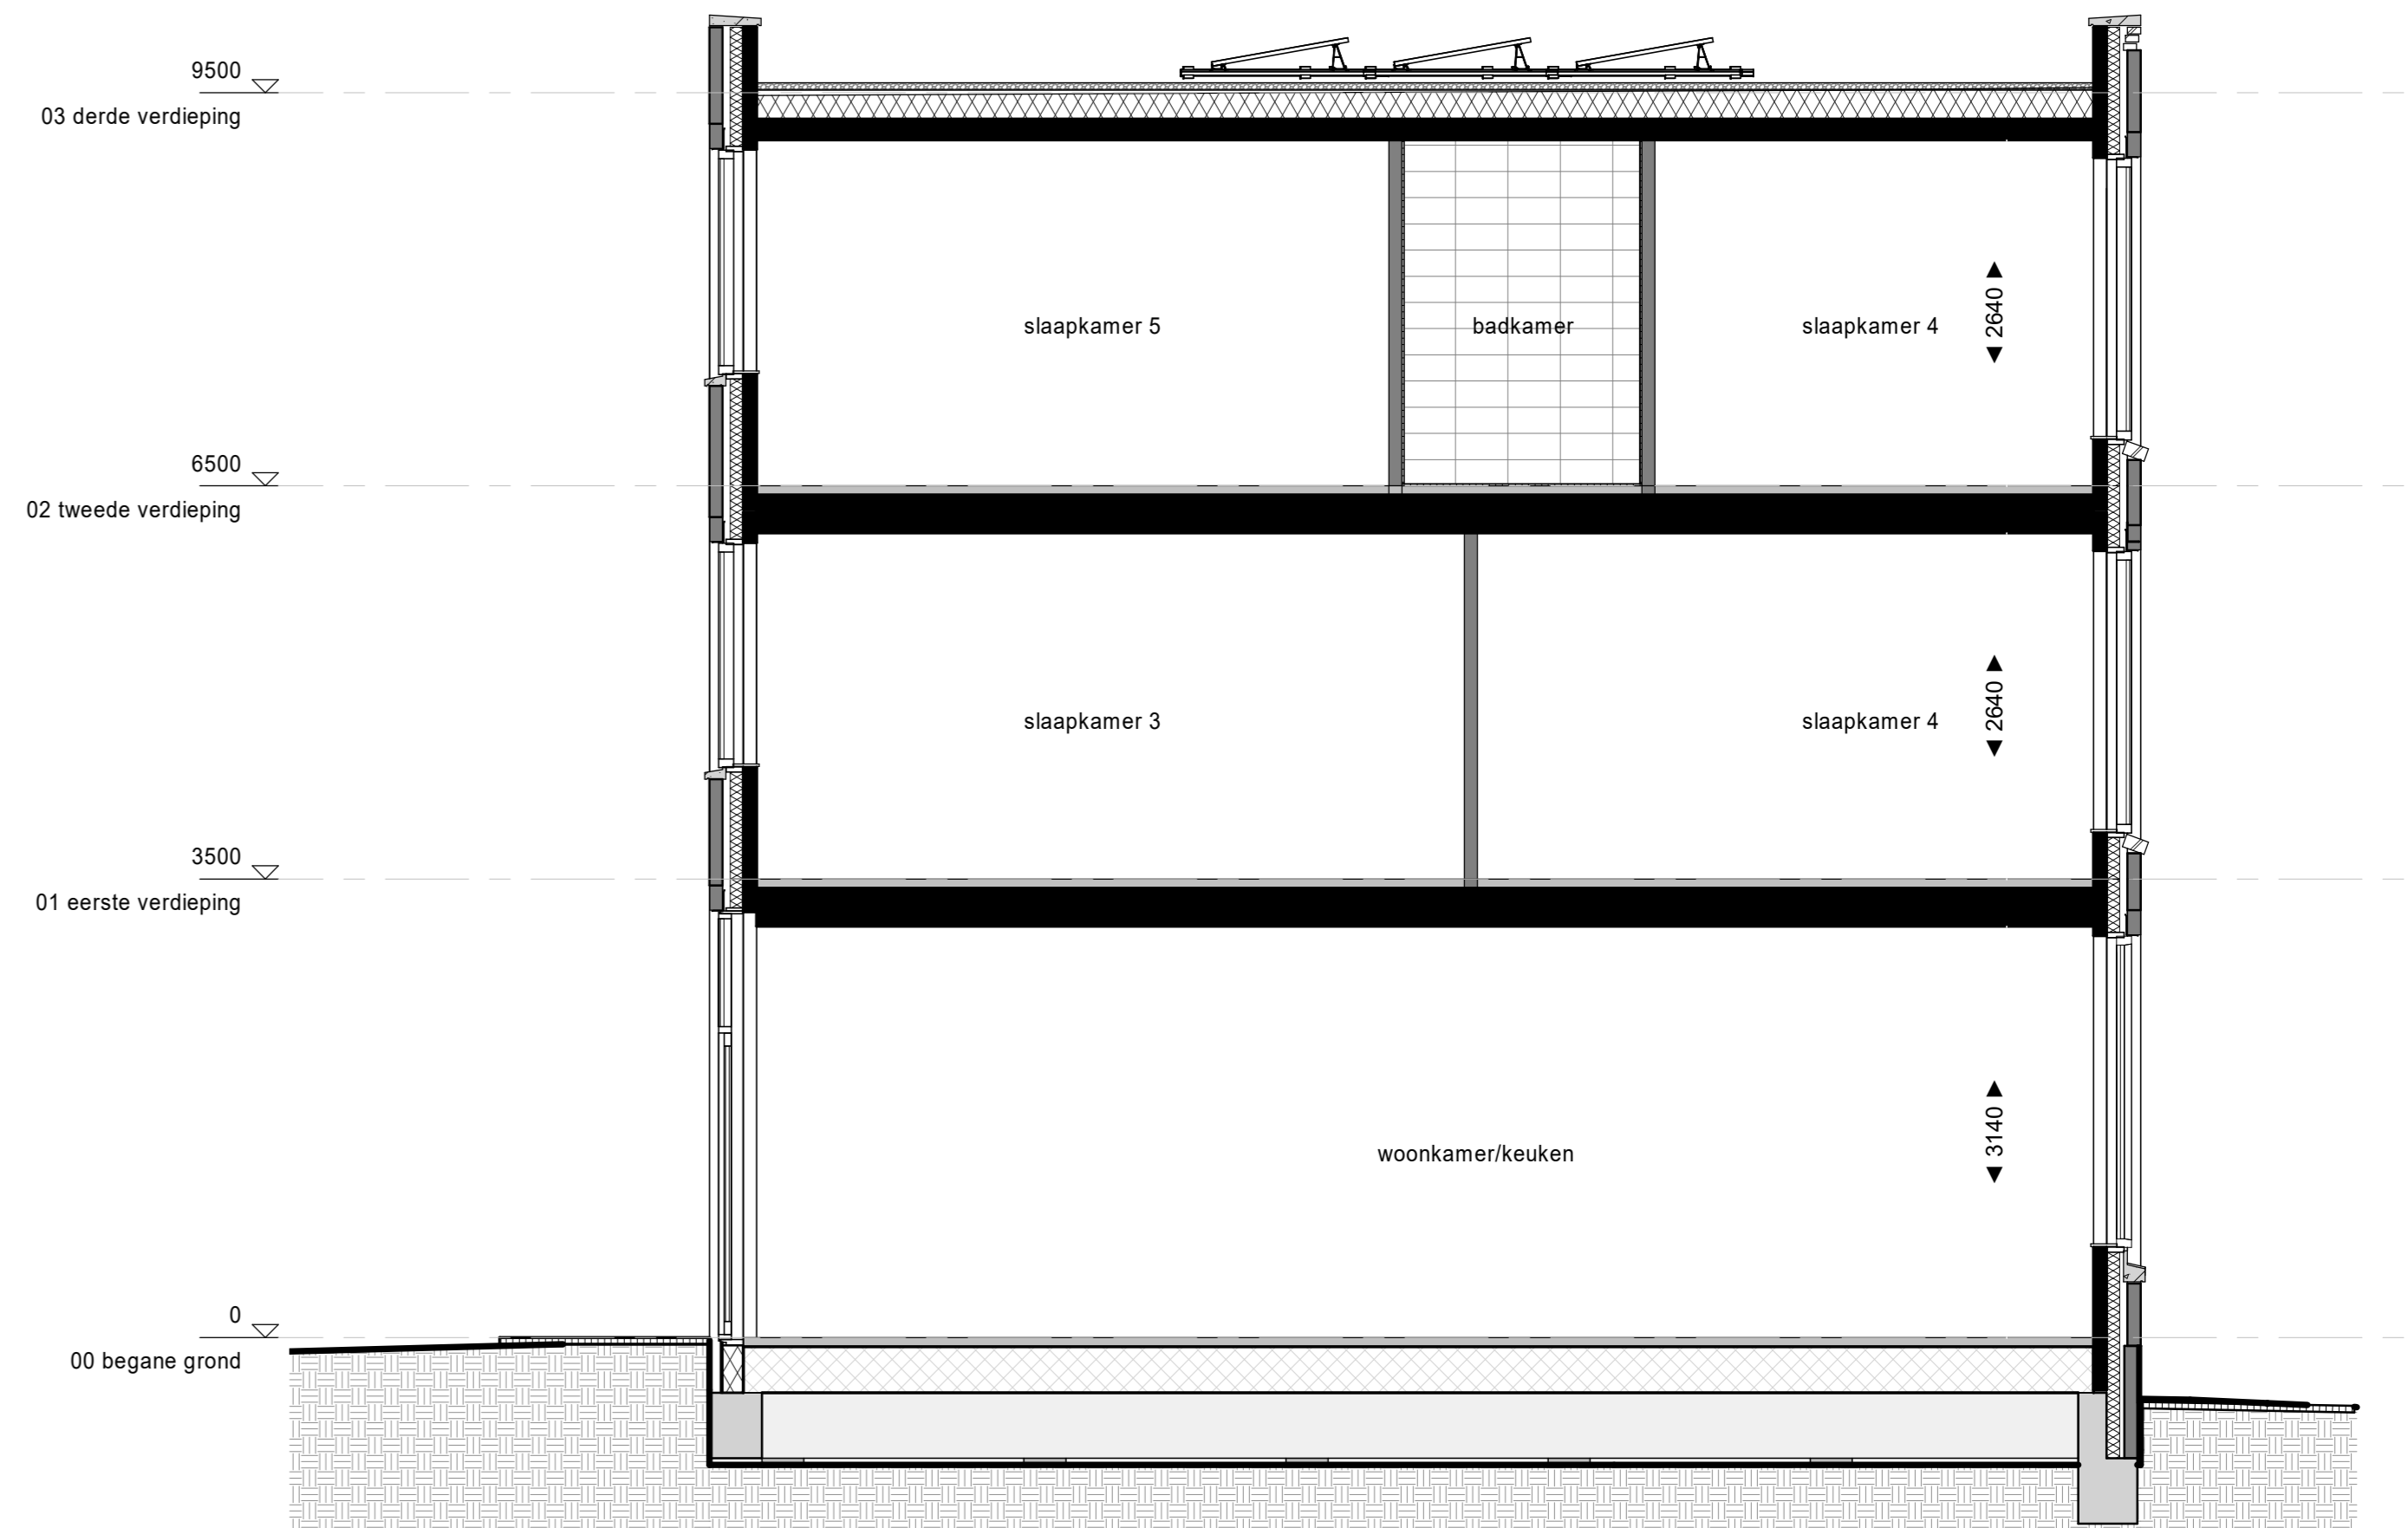 9500
03 derde verdieping
slaapkamer 5
badkamer
slaapkamer 4
2640
6500
02 tweede verdieping
slaapkamer 3
slaapkamer 4
2640
3500
01 eerste verdieping
woonkamer/keuken
3140
0
00 begane grond